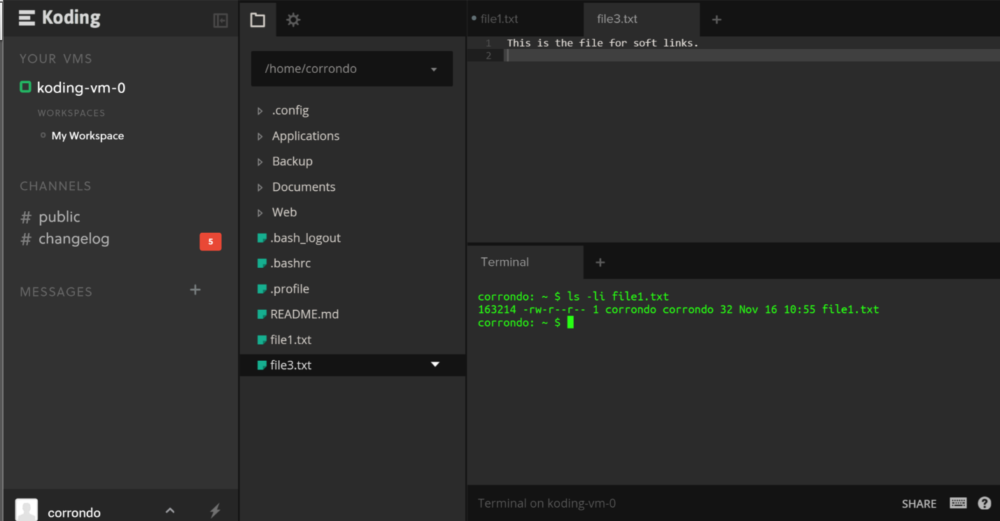 Koding
YOUR VMS
koding-vm-0
WORKSPACES
My Workspace
CHANNELS
# public
# changelog
5
MESSAGES +
corrondo
/home/corrondo
.config
Applications
Backup
Documents
Web
.bash_logout
.bashrc
.profile
README.md
file1.txt
file3.txt
file1.txt file3.txt +
1 This is the file for soft links.
2
Terminal +
corrondo: ~ $ ls -li file1.txt
163214 -rw-r--r-- 1 corrondo corrondo 32 Nov 16 10:55 file1.txt
corrondo: ~ $
Terminal on koding-vm-0
SHARE ?